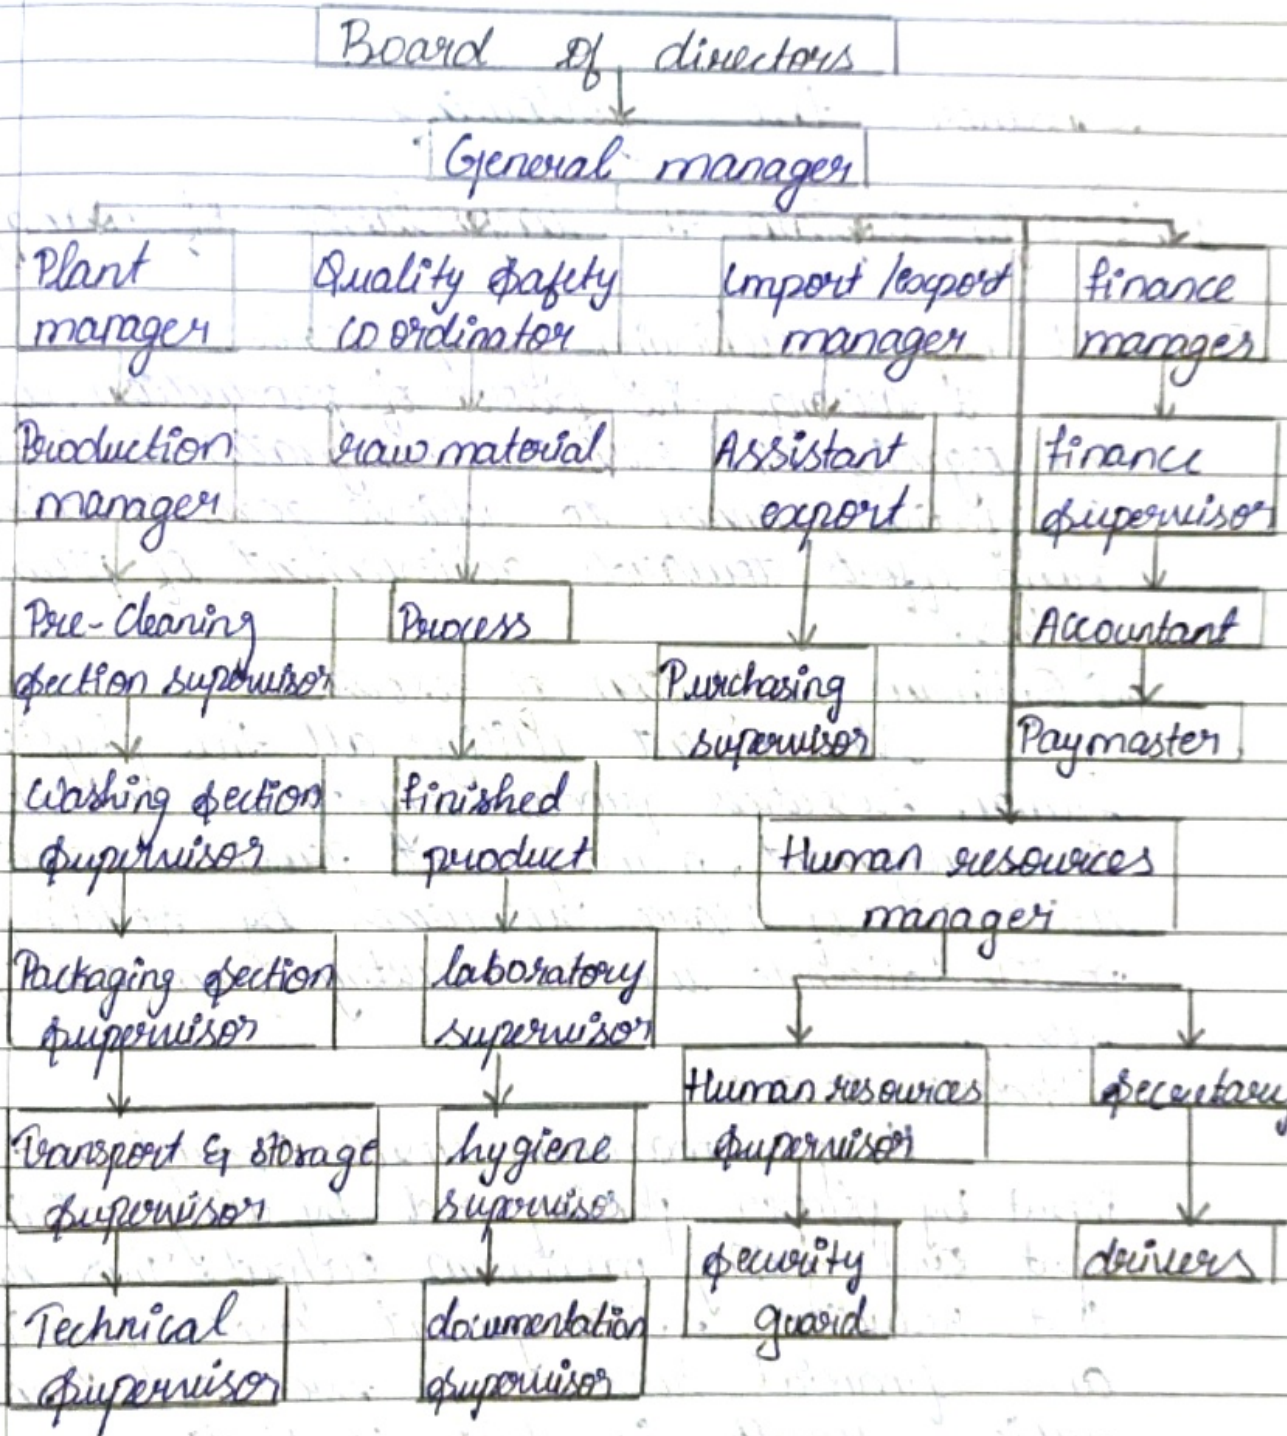 Board of directors
General manager
Plant
manager
Quality Safety
coordinator
Import/export
manager
finance
manager
Production
manager
raw material
Assistant
export
finance
supervisor
Pre-Cleaning
section supervisor
Process
Purchasing
supervisor
Accountant
Paymaster
Washing section
supervisor
finished
product
Human resources
manager
Packaging section
supervisor
laboratory
supervisor
Human resources
supervisor
Secretary
Transport & storage
supervisor
hygiene
supervisor
security
guard
drivers
Technical
supervisor
documentation
supervisor